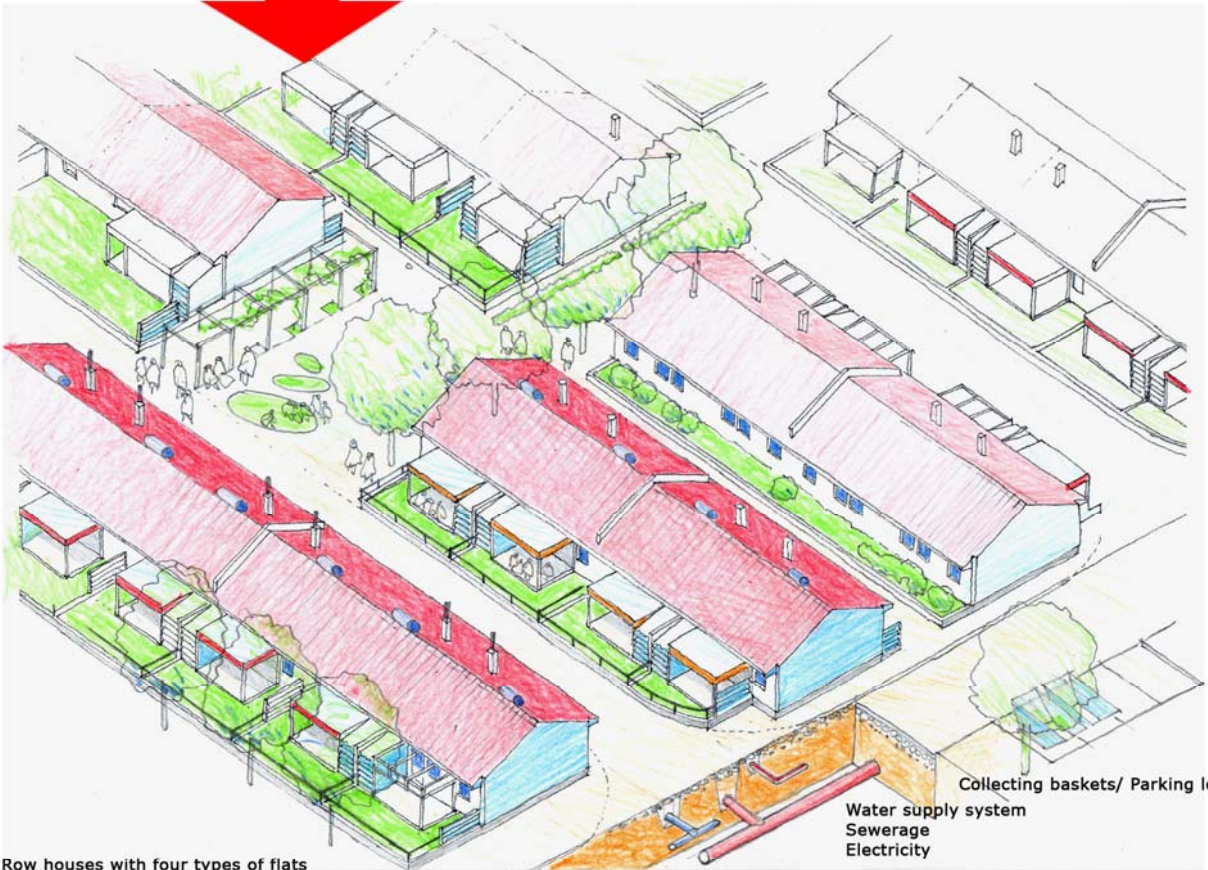 Collecting baskets/ Parking l
Water supply system
Sewerage
Electricity
Row houses with four types of flats